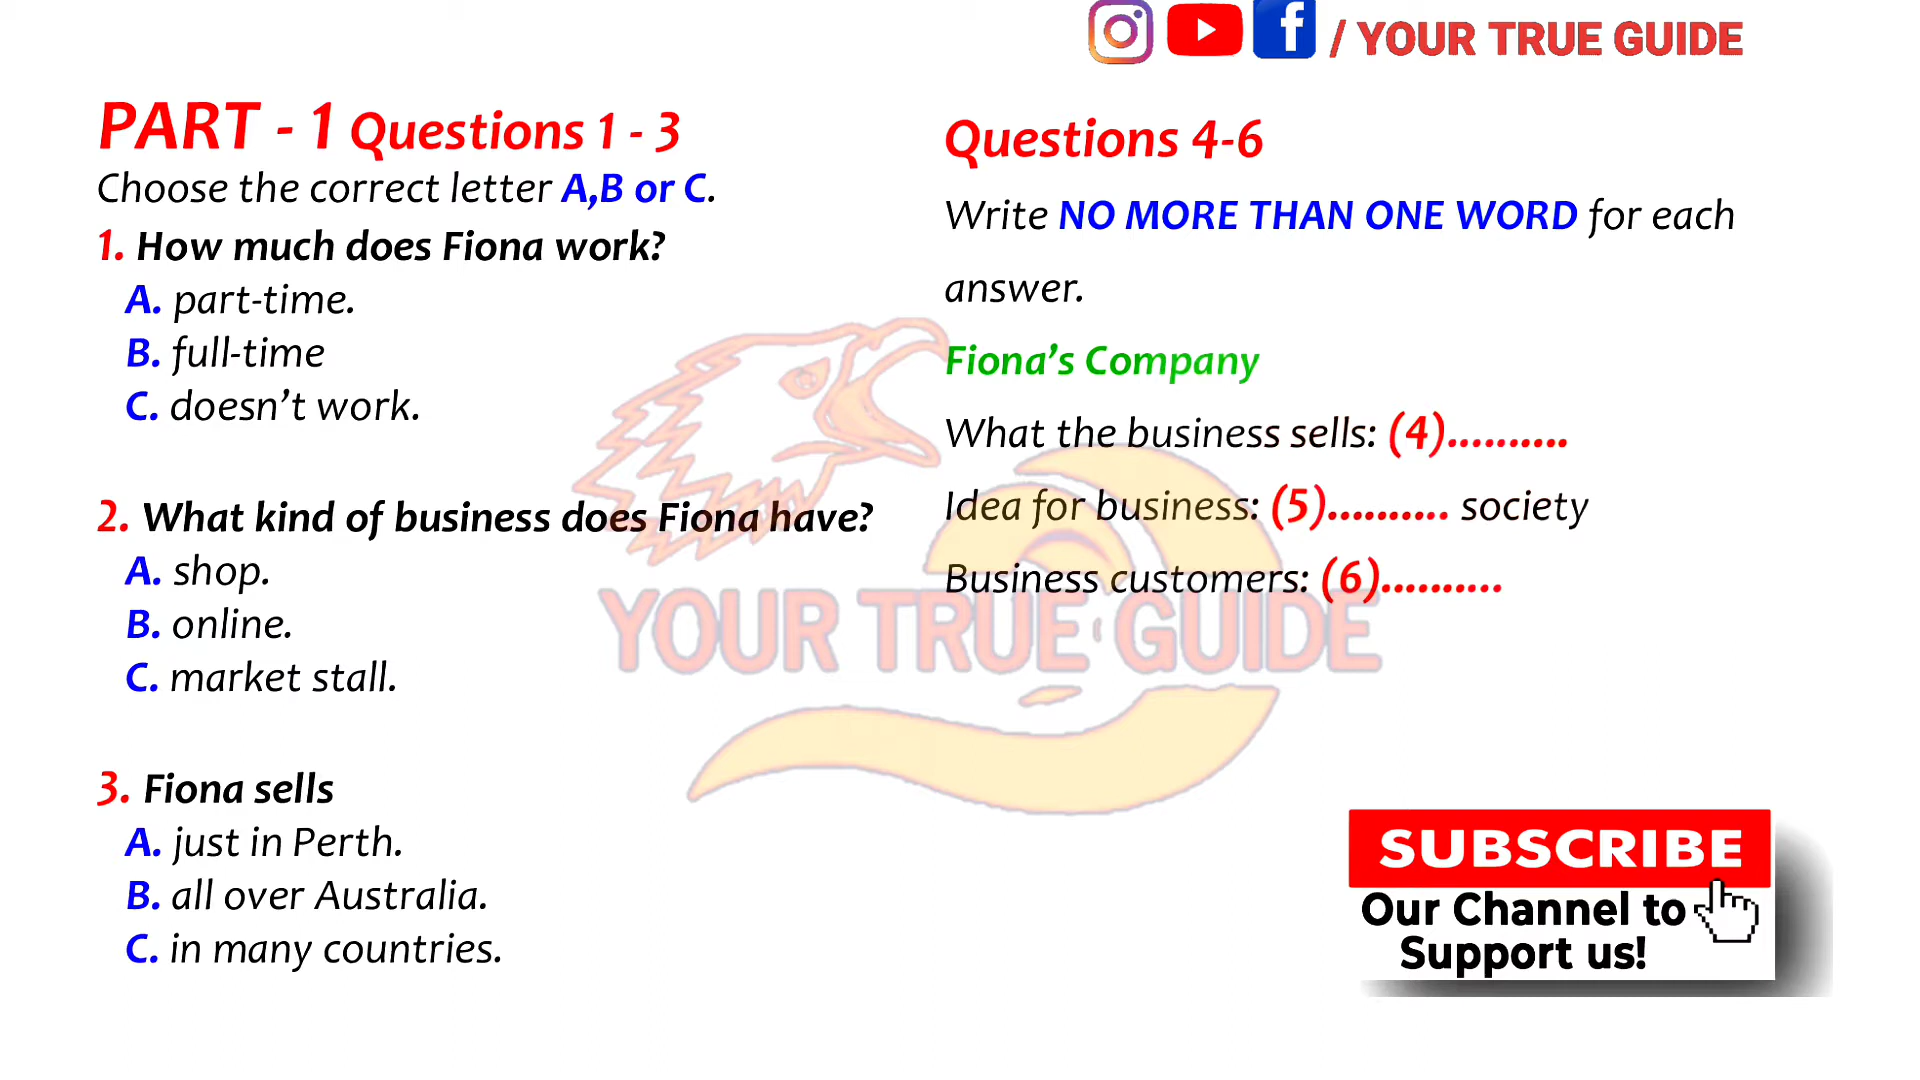 / YOUR TRUE GUIDE
PART - 1 Questions 1 - 3
Choose the correct letter A,B or C.
1. How much does Fiona work?
A. part-time.
B. full-time
C. doesn’t work.
2. What kind of business does Fiona have?
A. shop.
B. online.
C. market stall.
3. Fiona sells
A. just in Perth.
B. all over Australia.
C. in many countries.
Questions 4-6
Write NO MORE THAN ONE WORD for each
answer.
Fiona’s Company
What the business sells: (4)..........
Idea for business: (5).......... society
Business customers: (6)..........
YOUR TRUE GUIDE
SUBSCRIBE
Our Channel to
Support us!